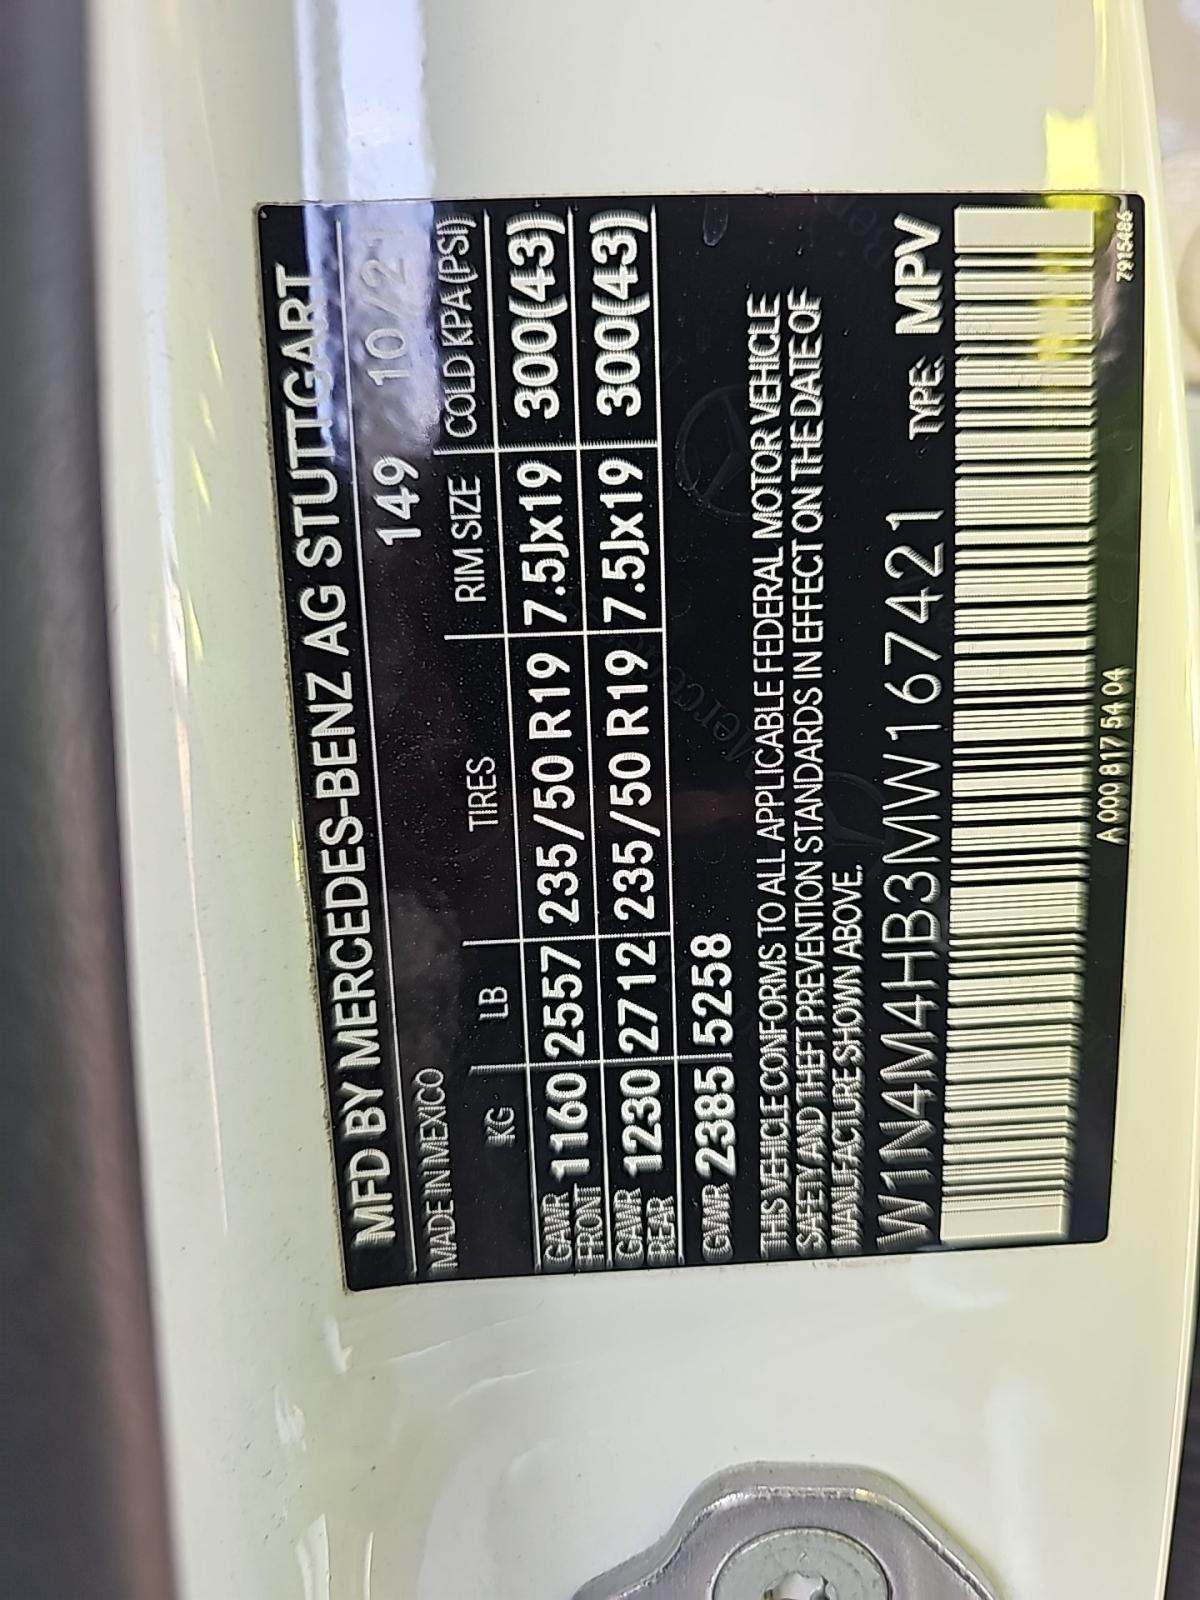 MFD BY MERCEDES-BENZ AG STUTTGART
MADE IN MEXICO 149 10/21
KG LB TIRES RIM SIZE COLD KPA(PSI)
GAWR FRONT 1160 2557 235/50 R19 7.5Jx19 300(43)
GAWR REAR 1230 2712 235/50 R19 7.5Jx19 300(43)
GVWR 2385 5258
THIS VEHICLE CONFORMS TO ALL APPLICABLE FEDERAL MOTOR VEHICLE
SAFETY AND THEFT PREVENTION STANDARDS IN EFFECT ON THE DATE OF
MANUFACTURE SHOWN ABOVE.
W1N4M4HB3MW167421 TYPE: MPV
A 000 817 54 04
7915486